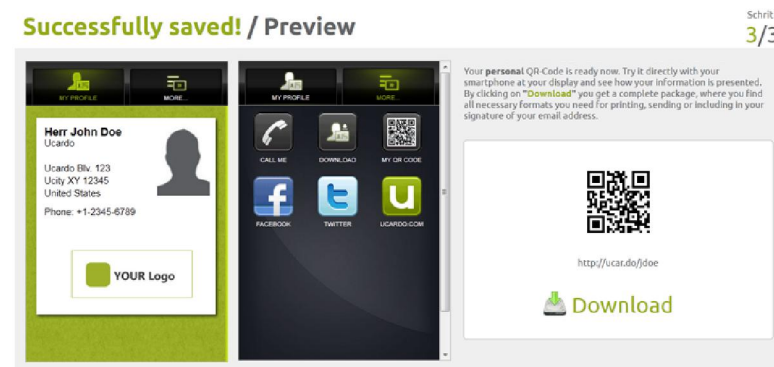 Successfully saved! / Preview
Schrit
3/3
MY PROFILE
MORE...
Herr John Doe
Ucardo
Ucardo Blv. 123
Ucity XY 12345
United States
Phone: +1-2345-6789
YOUR Logo
MY PROFILE
MORE...
CALL ME
DOWNLOAD
MY QR CODE
FACEBOOK
TWITTER
UCARDO.COM
Your personal QR-Code is ready now. Try it directly with your
smartphone at your display and see how your information is presented.
By clicking on "Download" you get a complete package, where you find
all necessary formats you need for printing, sending or including in your
signature of your email address.
http://ucar.do/jdoe
Download